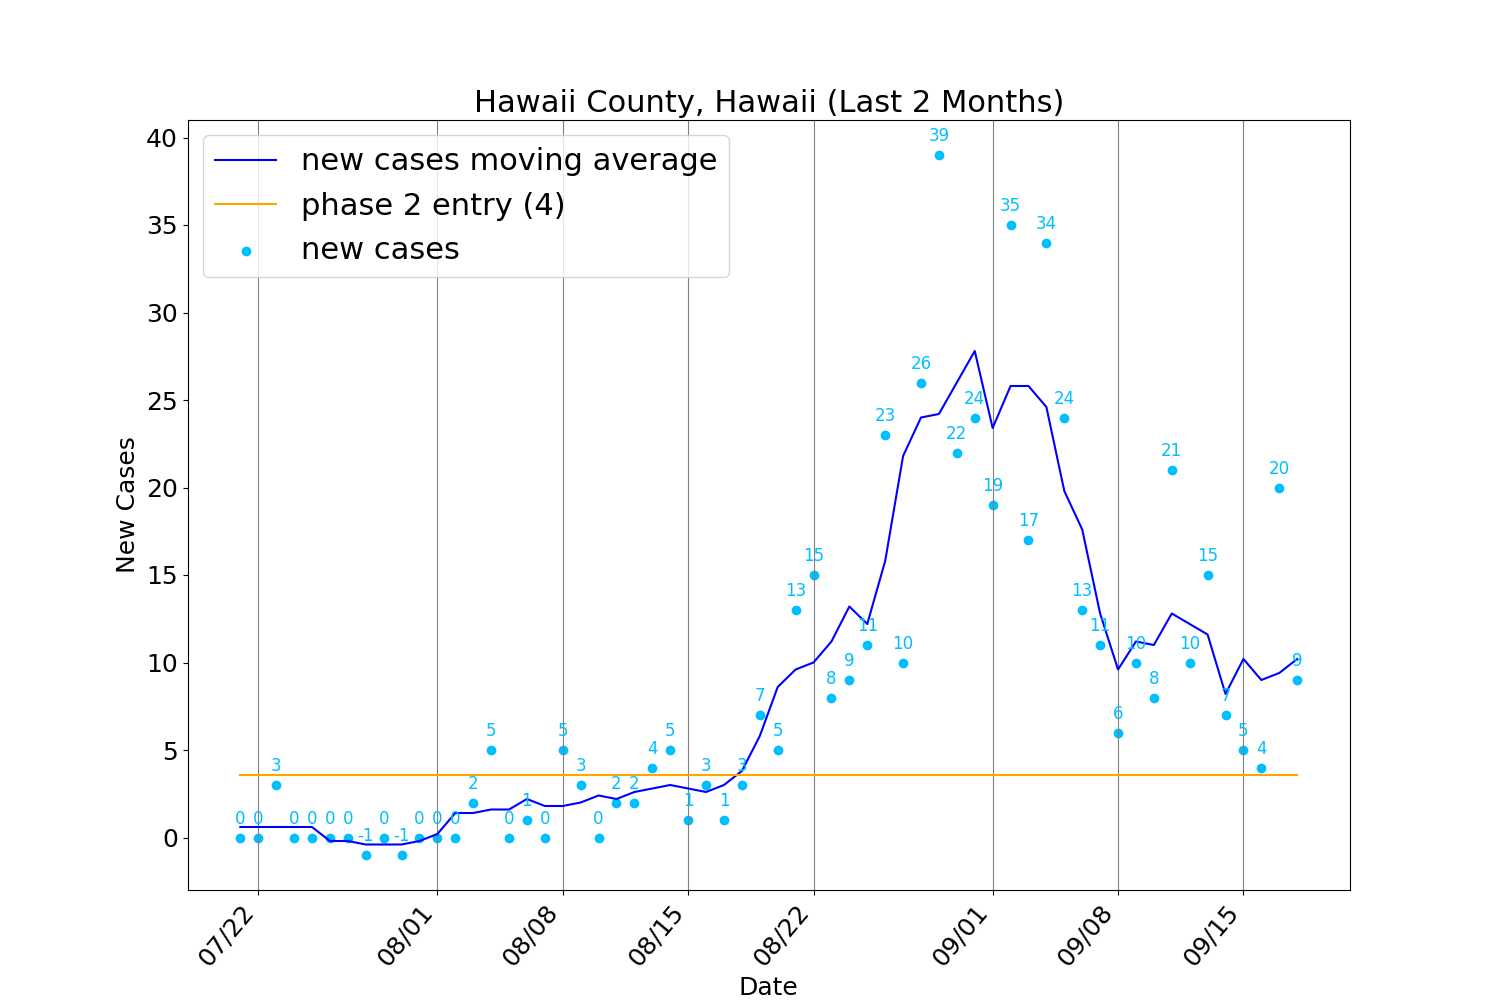 Hawaii County, Hawaii (Last 2 Months)
new cases moving average
phase 2 entry (4)
new cases
New Cases
40
35
30
25
20
15
10
5
0
0 0 3 0 0 0 0 -1 0 -1 0 0 0 2 5 0 1 0 5 3 0 2 2 4 5 1 3 1 3 7 5 13 15 8 9 11 23 10 26 39 22 24 19 35 17 34 24 13 11 6 10 8 21 10 15 7 5 4 20 9
07/22 08/01 08/08 08/15 08/22 09/01 09/08 09/15
Date